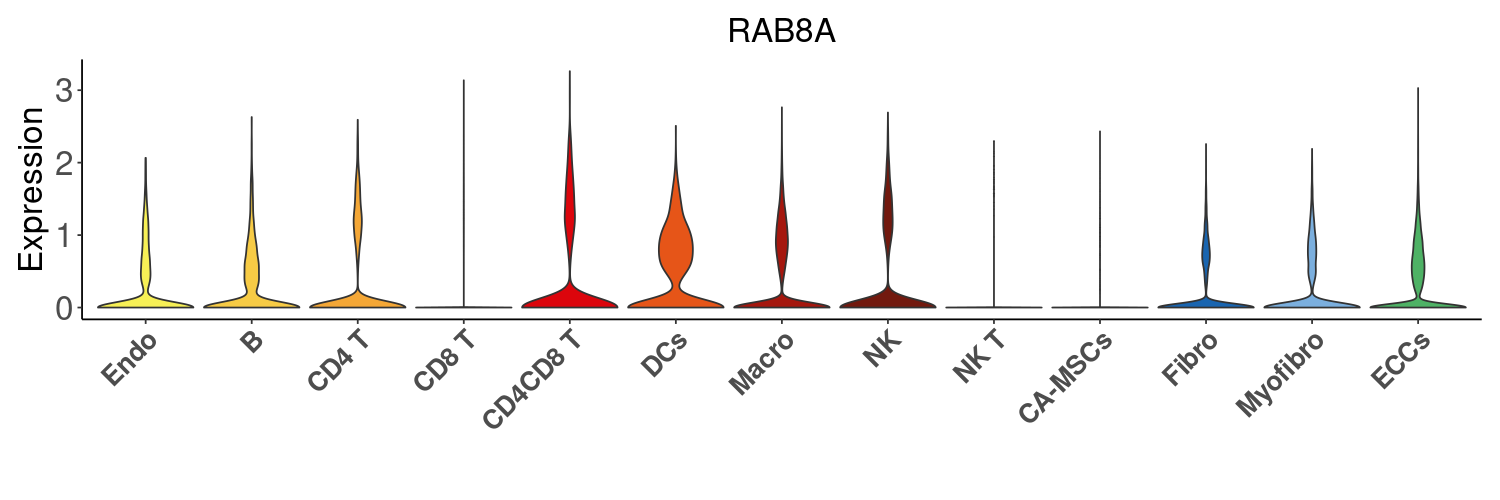 RAB8A
Expression
3
2
1
0
Endo
B
CD4 T
CD8 T
CD4CD8 T
DCs
Macro
NK
NK T
CA-MSCs
Fibro
Myofibro
ECCs